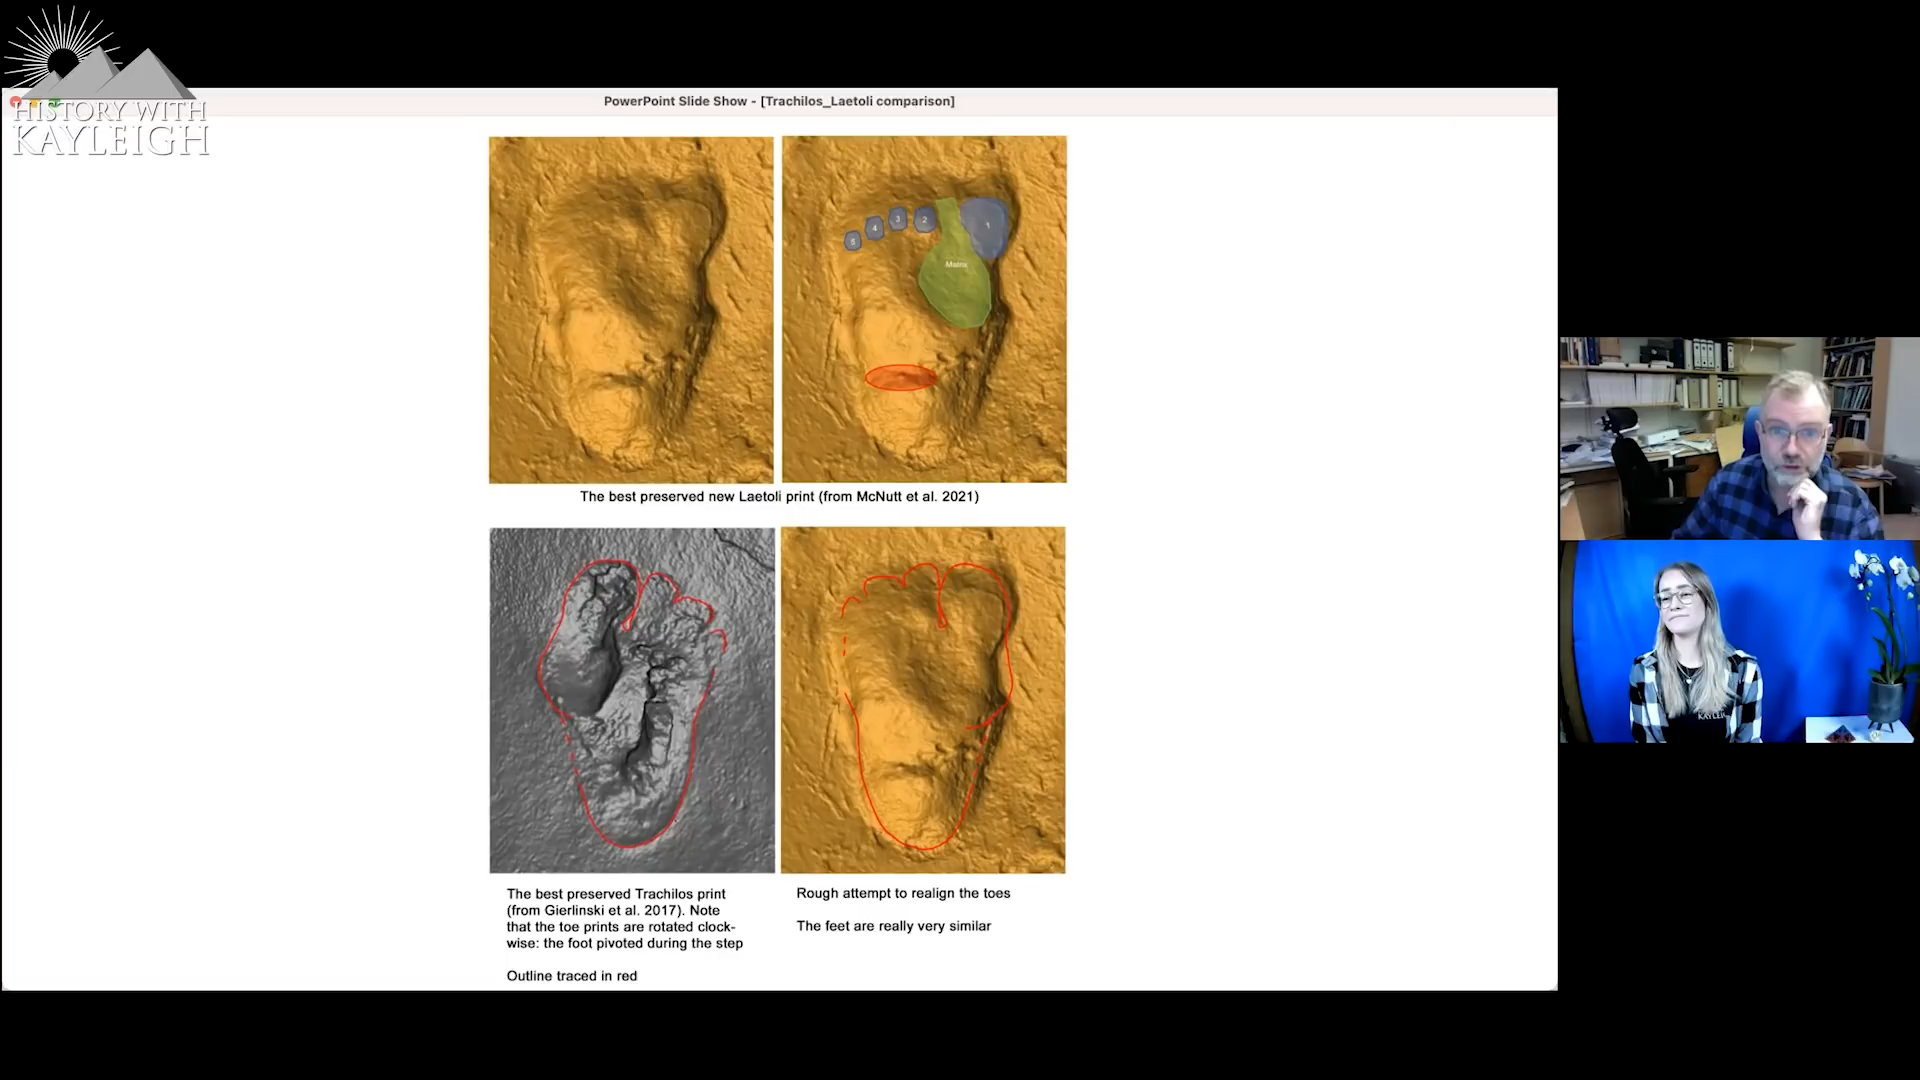 HISTORY WITH
KAYLEIGH
PowerPoint Slide Show - [Trachilos_Laetoli comparison]
5
4
3
2
1
Matrix
The best preserved new Laetoli print (from McNutt et al. 2021)
The best preserved Trachilos print
(from Gierlinski et al. 2017). Note
that the toe prints are rotated clock-
wise: the foot pivoted during the step
Outline traced in red
Rough attempt to realign the toes
The feet are really very similar
KAYLEIGH